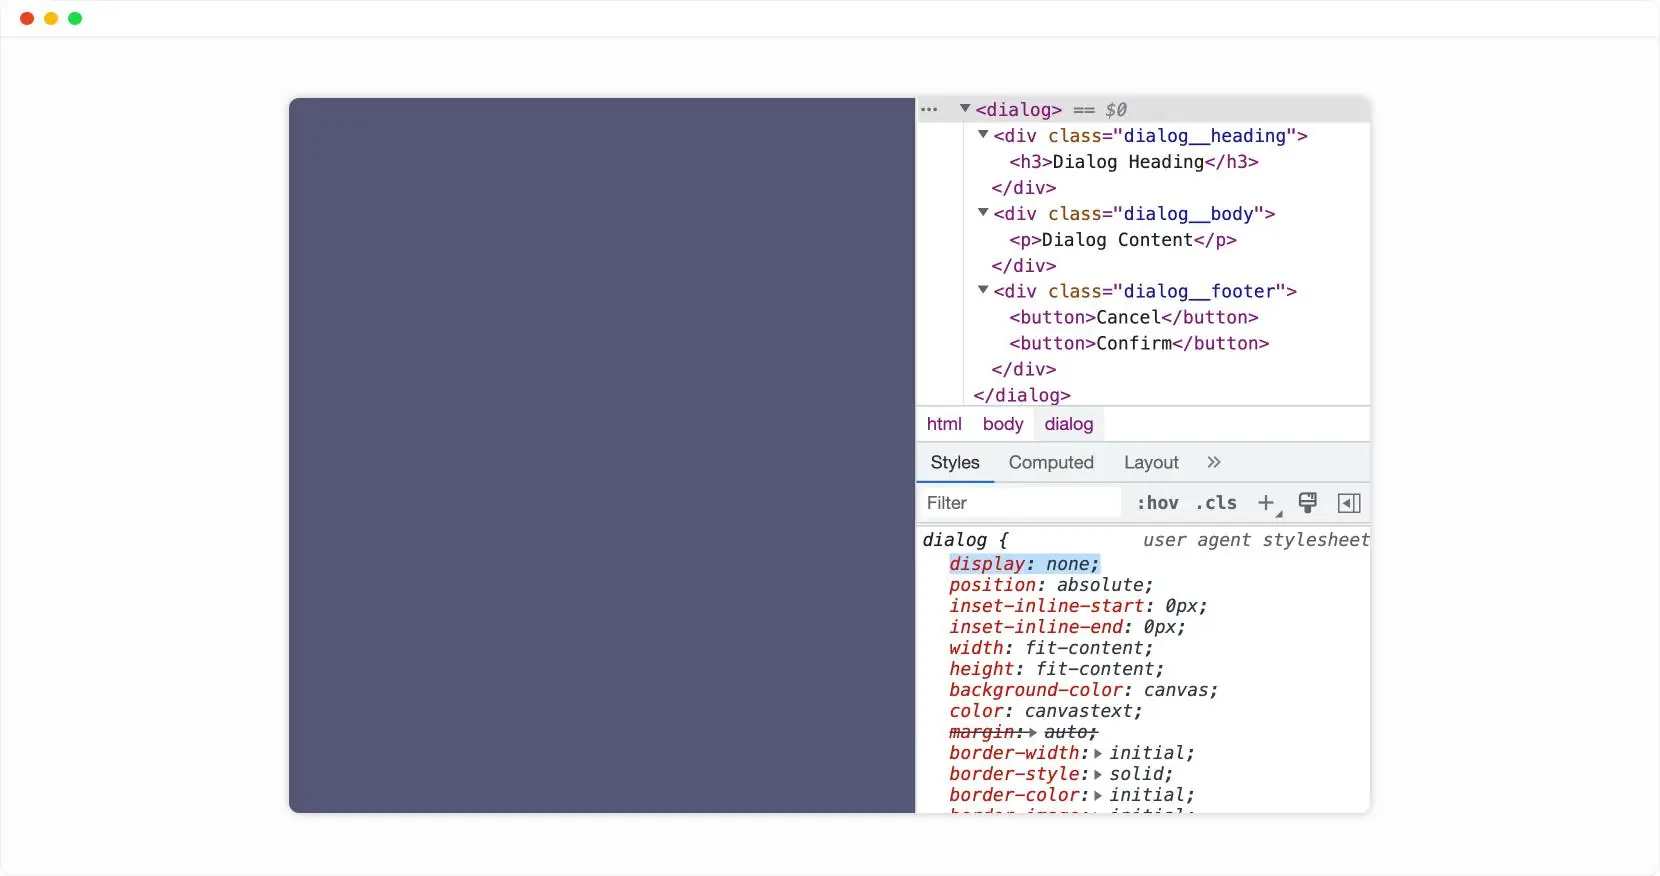 ··· ▼<dialog> == $0
▼<div class="dialog__heading">
<h3>Dialog Heading</h3>
</div>
▼<div class="dialog__body">
<p>Dialog Content</p>
</div>
▼<div class="dialog__footer">
<button>Cancel</button>
<button>Confirm</button>
</div>
</dialog>
html body dialog
Styles Computed Layout »
Filter :hov .cls +
dialog { user agent stylesheet
display: none;
position: absolute;
inset-inline-start: 0px;
inset-inline-end: 0px;
width: fit-content;
height: fit-content;
background-color: canvas;
color: canvastext;
margin:▶ auto;
border-width:▶ initial;
border-style:▶ solid;
border-color:▶ initial;
border-image:▶ initial;